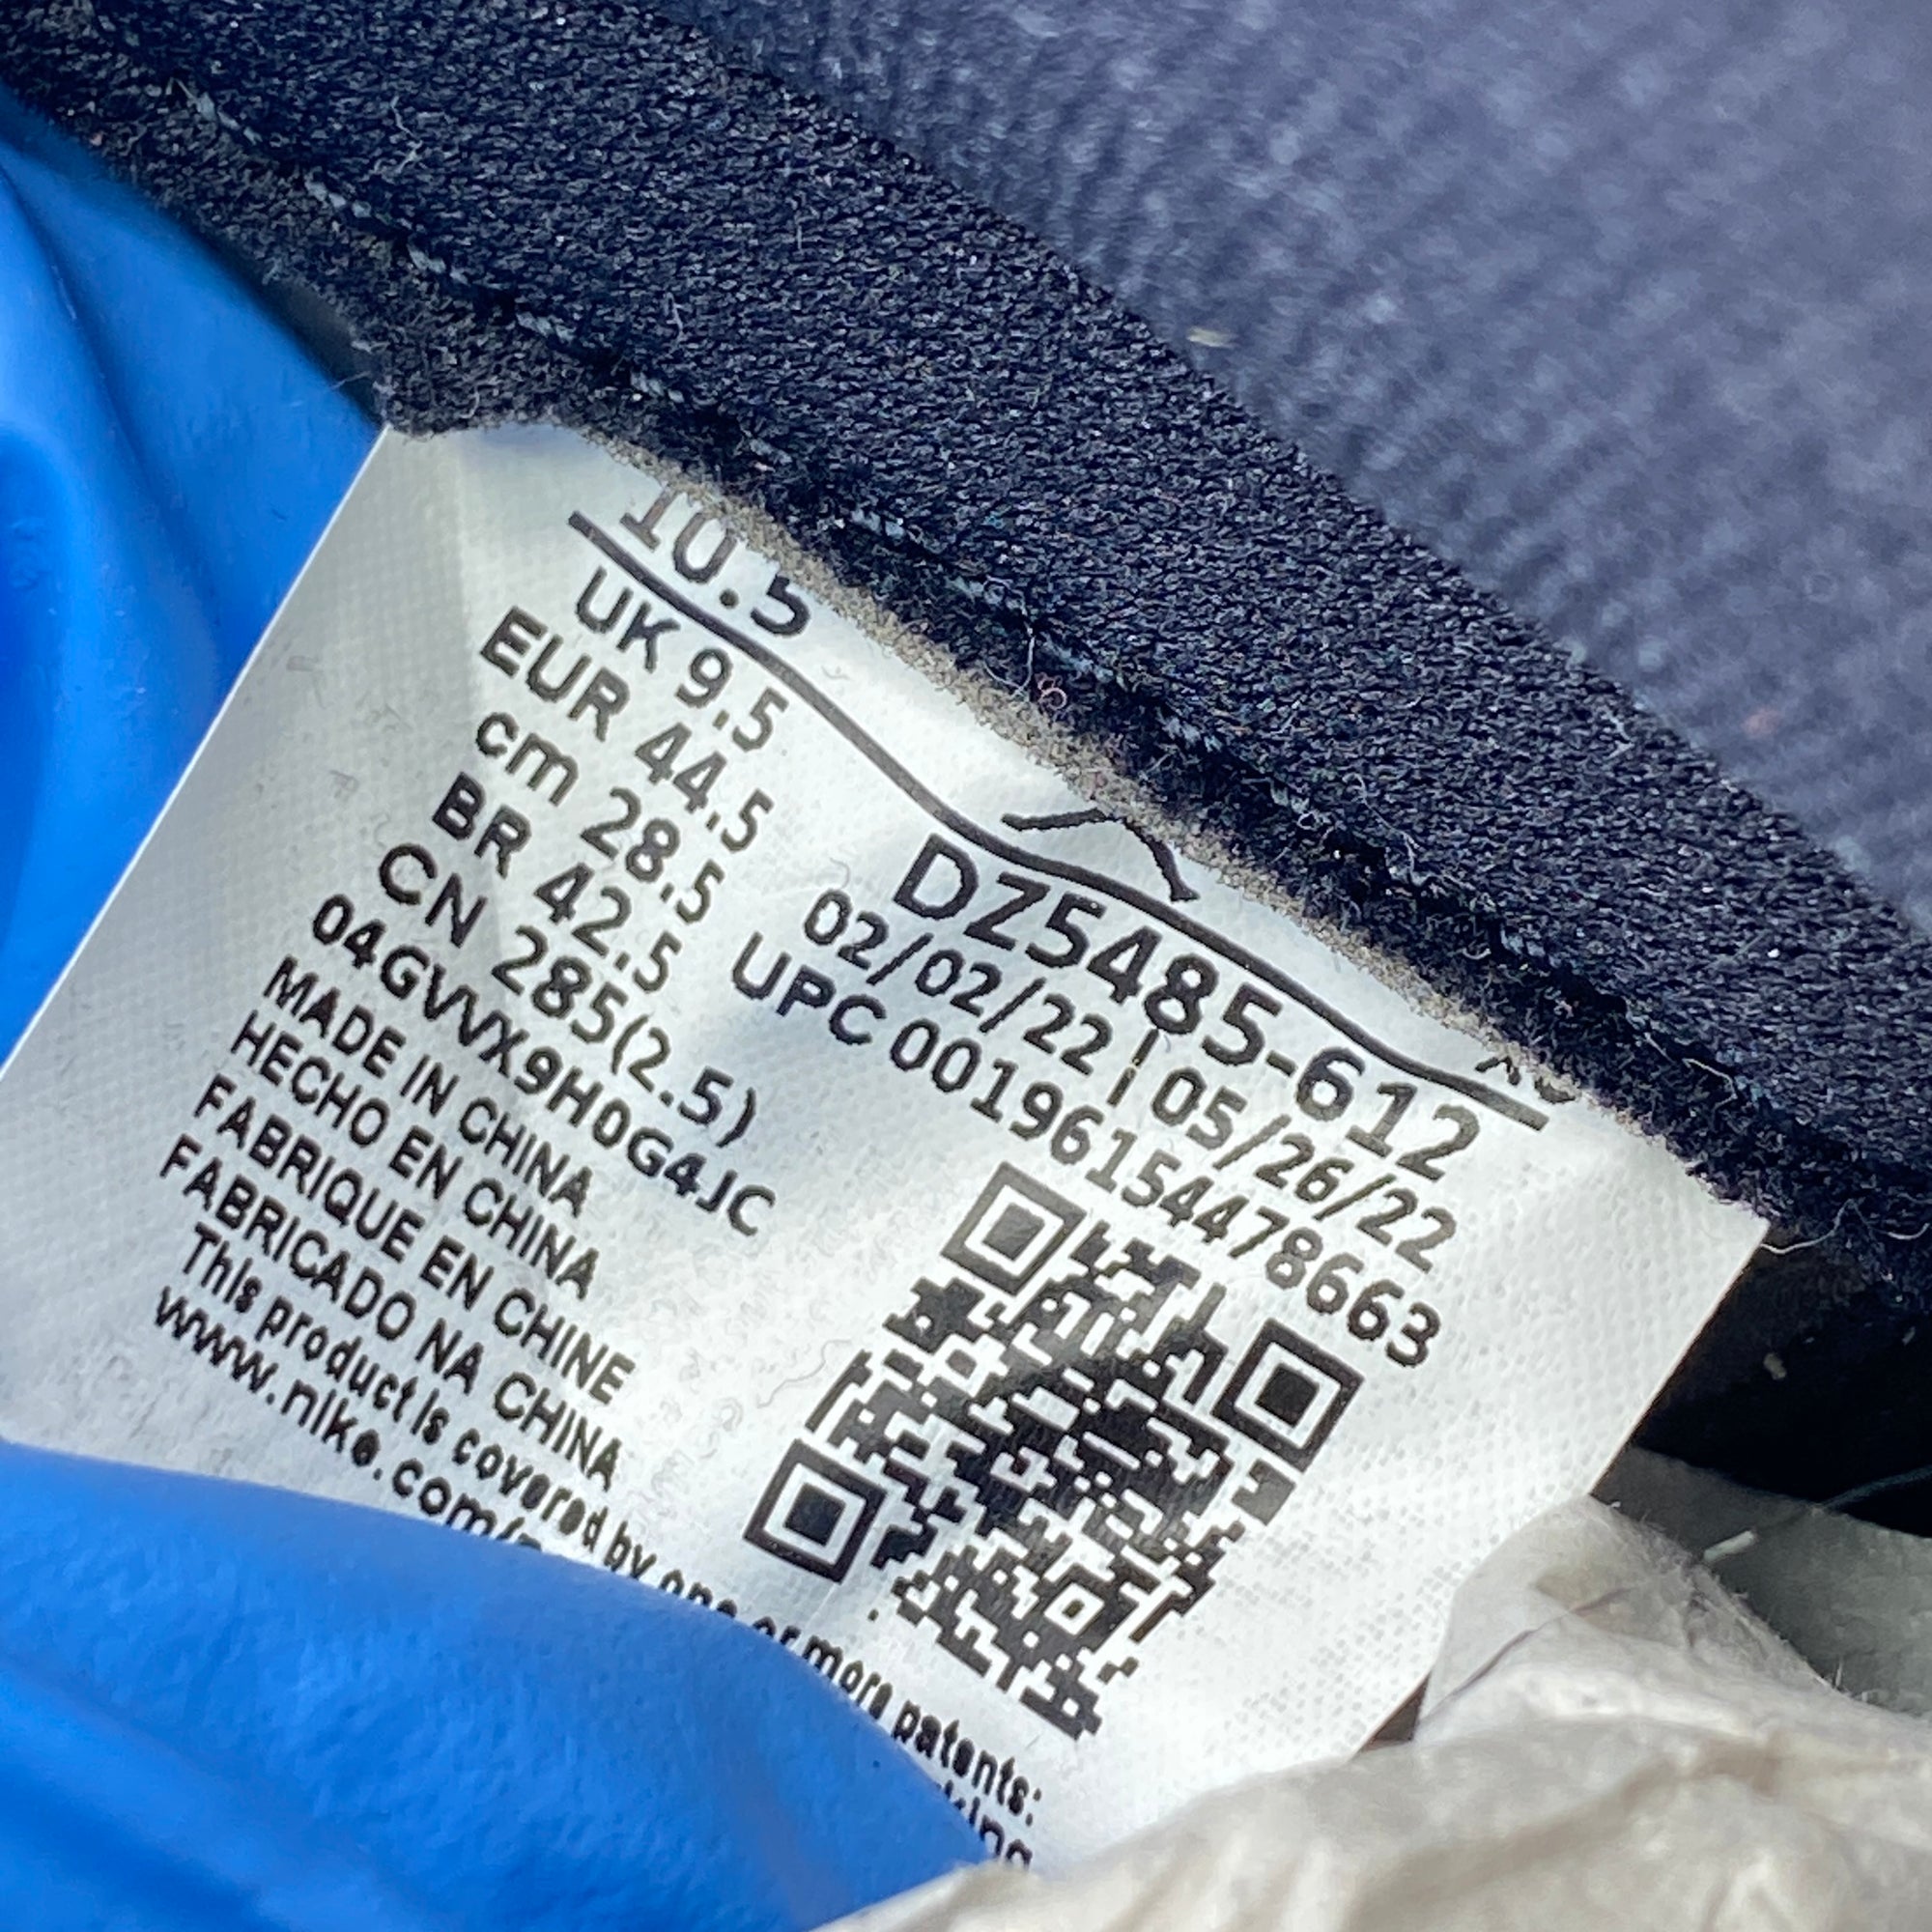 10.5
UK 9.5
EUR 44.5
cm 28.5
BR 42.5
CN 285(2.5)
04GVVX9H0G4JC
MADE IN CHINA
HECHO EN CHINA
FABRIQUE EN CHINE
FABRICADO NA CHINA
This product is covered by one or more patents:
www.nike.com/
DZ5485-612
02/02/22 | 05/26/22
UPC 00196154478663